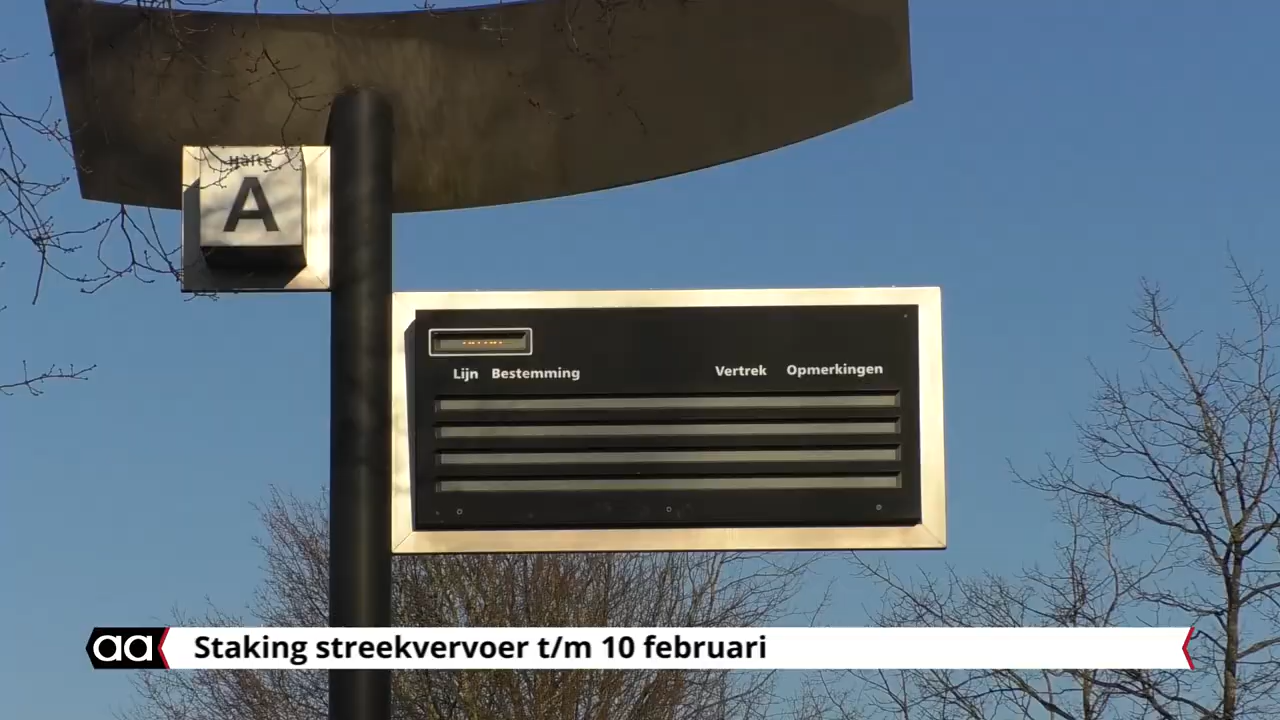 Halte
A
Lijn Bestemming Vertrek Opmerkingen
aa Staking streekvervoer t/m 10 februari